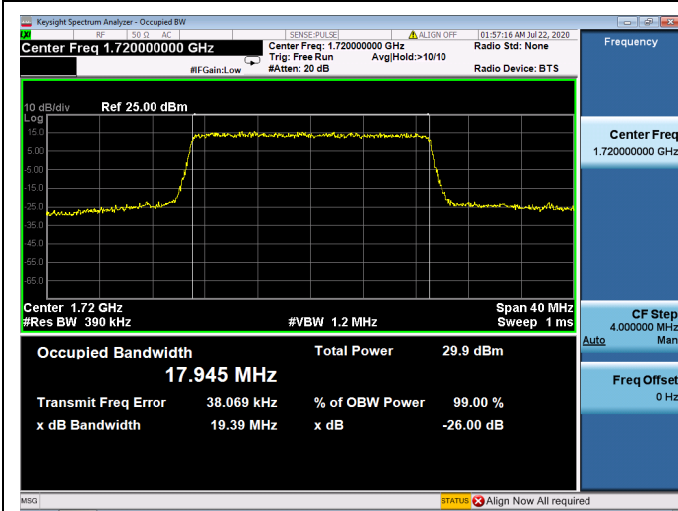 Keysight Spectrum Analyzer - Occupied BW
RF 50 Ω AC SENSE:PULSE ALIGN OFF 01:57:16 AM Jul 22, 2020
Center Freq 1.720000000 GHz
Center Freq: 1.720000000 GHz Radio Std: None
Trig: Free Run Avg|Hold:>10/10
#IFGain:Low #Atten: 20 dB Radio Device: BTS
Frequency
10 dB/div Ref 25.00 dBm
Log
15.0
5.00
-5.00
-15.0
-25.0
-35.0
-45.0
-55.0
-65.0
Center 1.72 GHz Span 40 MHz
#Res BW 390 kHz #VBW 1.2 MHz Sweep 1 ms
Occupied Bandwidth Total Power 29.9 dBm
17.945 MHz
Transmit Freq Error 38.069 kHz % of OBW Power 99.00 %
x dB Bandwidth 19.39 MHz x dB -26.00 dB
Center Freq
1.720000000 GHz
CF Step
4.000000 MHz
Auto Man
Freq Offset
0 Hz
MSG STATUS Align Now All required